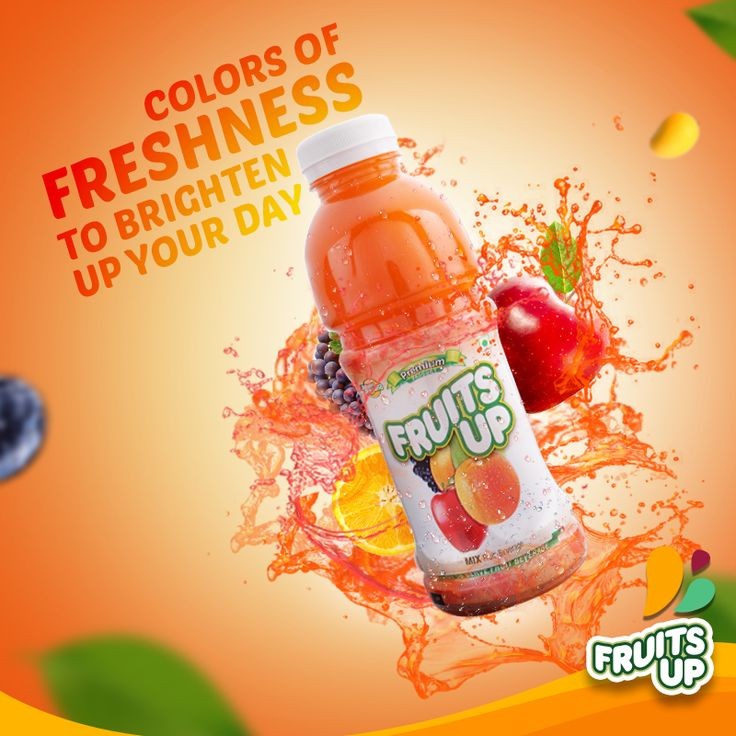 COLORS OF
FRESHNESS
TO BRIGHTEN
UP YOUR DAY
Premium
FRUITS
UP
MIX
FRUITS
UP